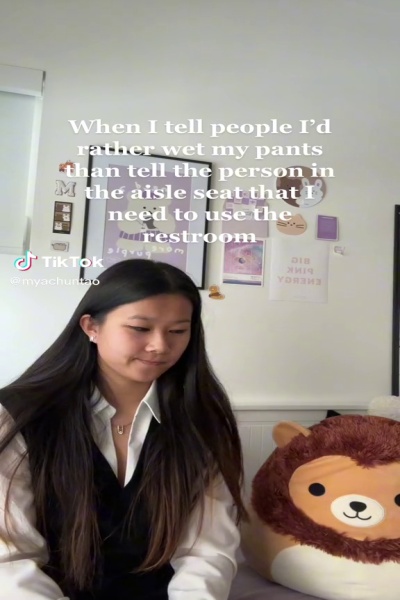 When I tell people I'd
rather wet my pants
than tell the person in
the aisle seat that I
need to use the
restroom
M
TikTok
@myachuntao
BIG
PINK
ENERGY